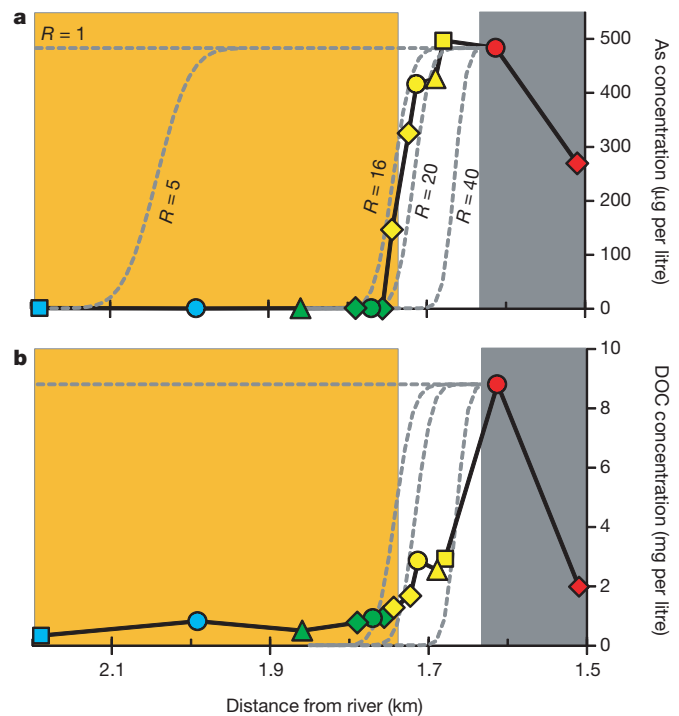 a
R = 1
R = 5
R = 16
R = 20
R = 40
500
400
300
200
100
0
As concentration (µg per litre)
b
10
8
6
4
2
0
DOC concentration (mg per litre)
2.1
1.9
1.7
1.5
Distance from river (km)